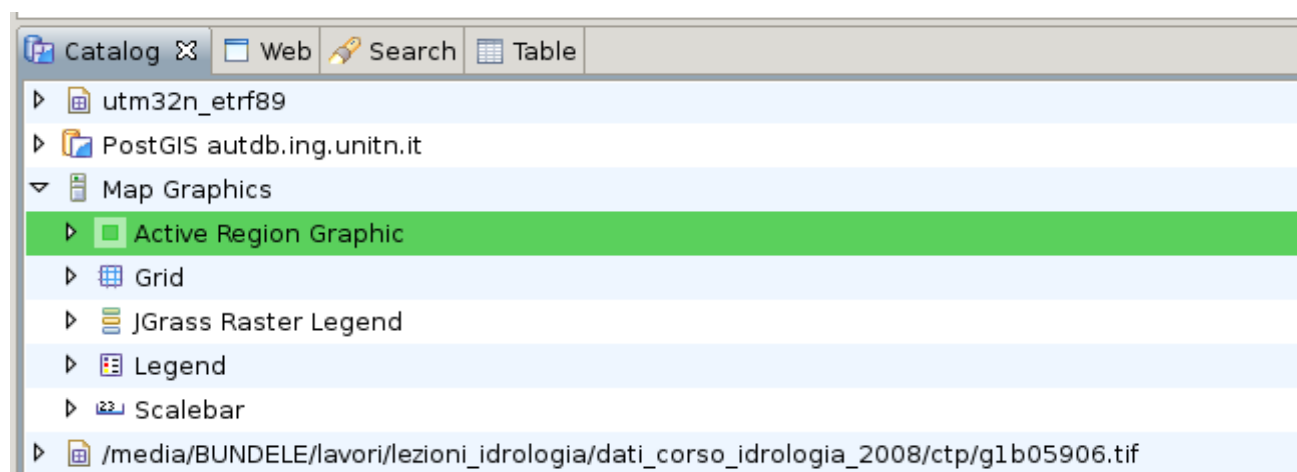 Catalog Web Search Table
utm32n_etrf89
PostGIS autdb.ing.unitn.it
Map Graphics
Active Region Graphic
Grid
JGrass Raster Legend
Legend
23
Scalebar
/media/BUNDELE/lavori/lezioni_idrologia/dati_corso_idrologia_2008/ctp/g1b05906.tif